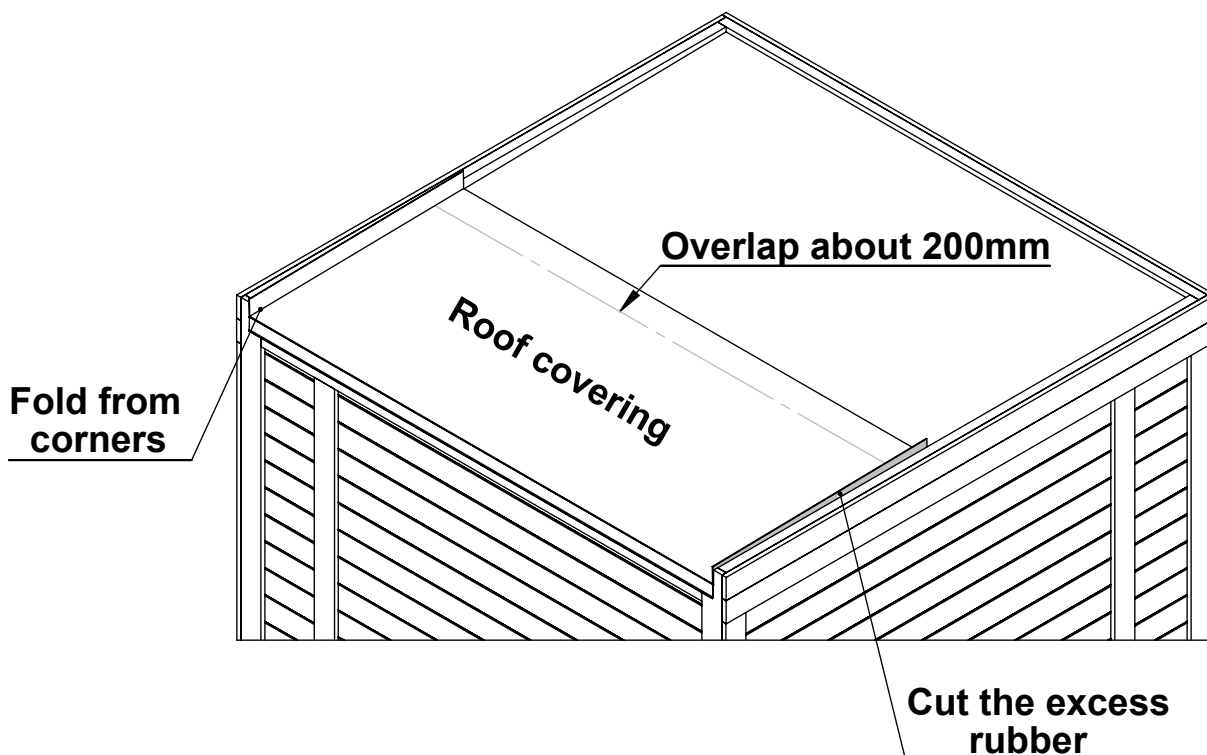 Overlap about 200mm
Roof covering
Fold from
corners
Cut the excess
rubber